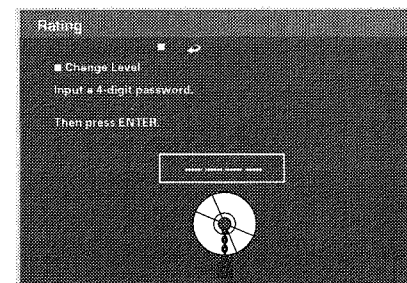 Rating
■ Change Level
Input a 4-digit password.
Then press ENTER.
– – – –